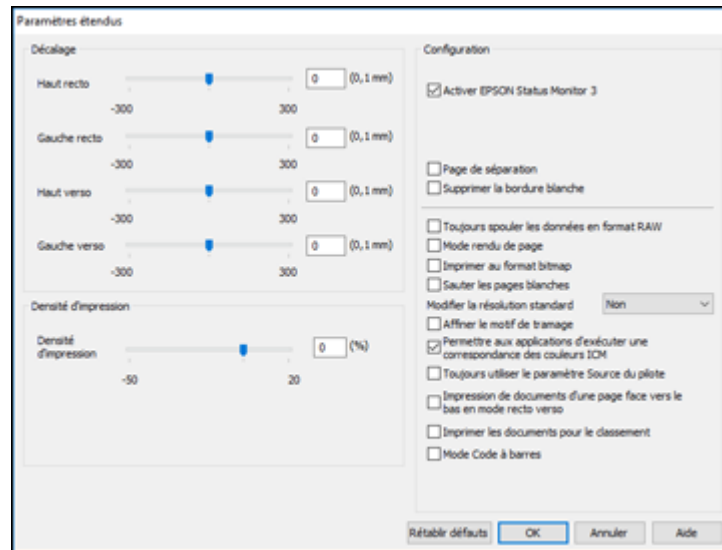 Paramètres étendus
Décalage
Haut recto
0
(0,1 mm)
-300
300
Gauche recto
0
(0,1 mm)
-300
300
Haut verso
0
(0,1 mm)
-300
300
Gauche verso
0
(0,1 mm)
-300
300
Densité d'impression
Densité
d'impression
0
(%)
-50
20
Configuration
Activer EPSON Status Monitor 3
Page de séparation
Supprimer la bordure blanche
Toujours spouler les données en format RAW
Mode rendu de page
Imprimer au format bitmap
Sauter les pages blanches
Modifier la résolution standard
Non
Affiner le motif de tramage
Permettre aux applications d'exécuter une
correspondance des couleurs ICM
Toujours utiliser le paramètre Source du pilote
Impression de documents d'une page face vers le
bas en mode recto verso
Imprimer les documents pour le classement
Mode Code à barres
Rétablir défauts
OK
Annuler
Aide